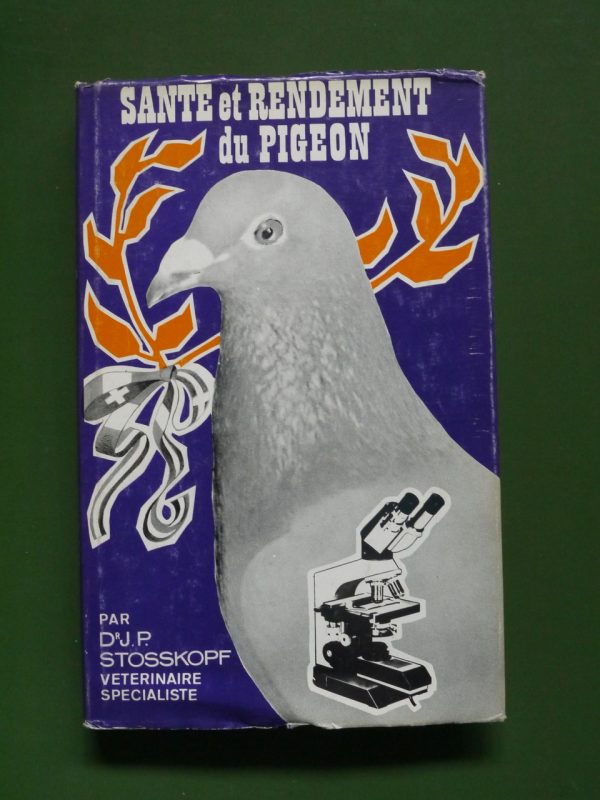 SANTE et RENDEMENT
du PIGEON
PAR
Dr J.P.
STOSSKOPF
VETERINAIRE
SPECIALISTE